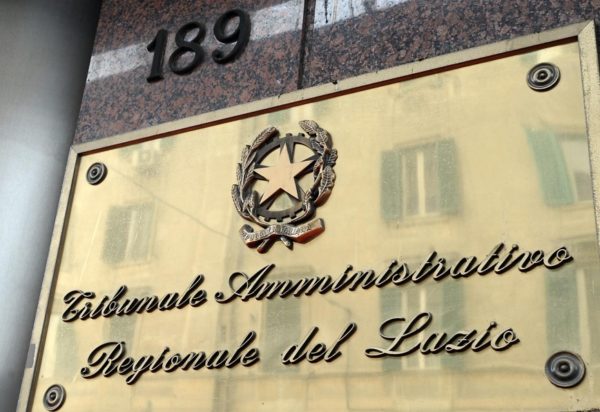 189
Tribunale Amministrativo
Regionale del Lazio